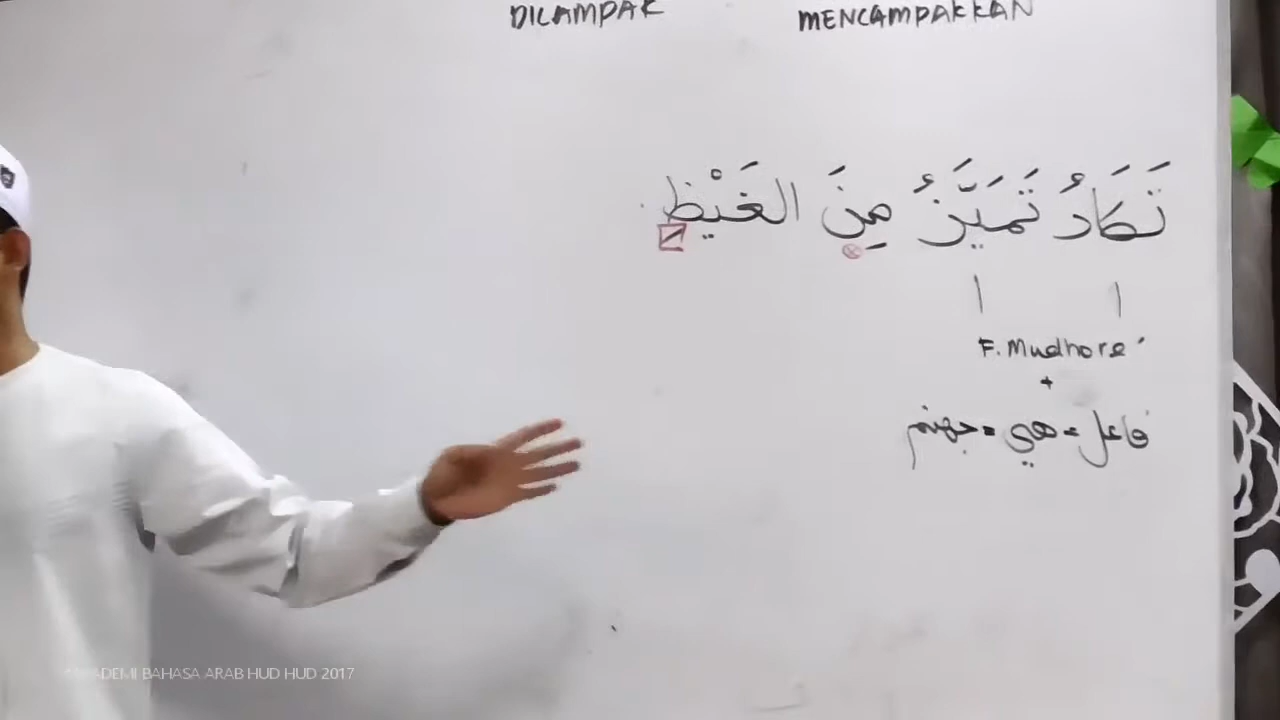 DICAMPAK MENCAMPAKKAN
تَكَادُ تَمَيَّزُ مِنَ الغَيْظِ
F. Mudhore'
+
فاعل = هي = جهنم
AKADEMI BAHASA ARAB HUD HUD 2017